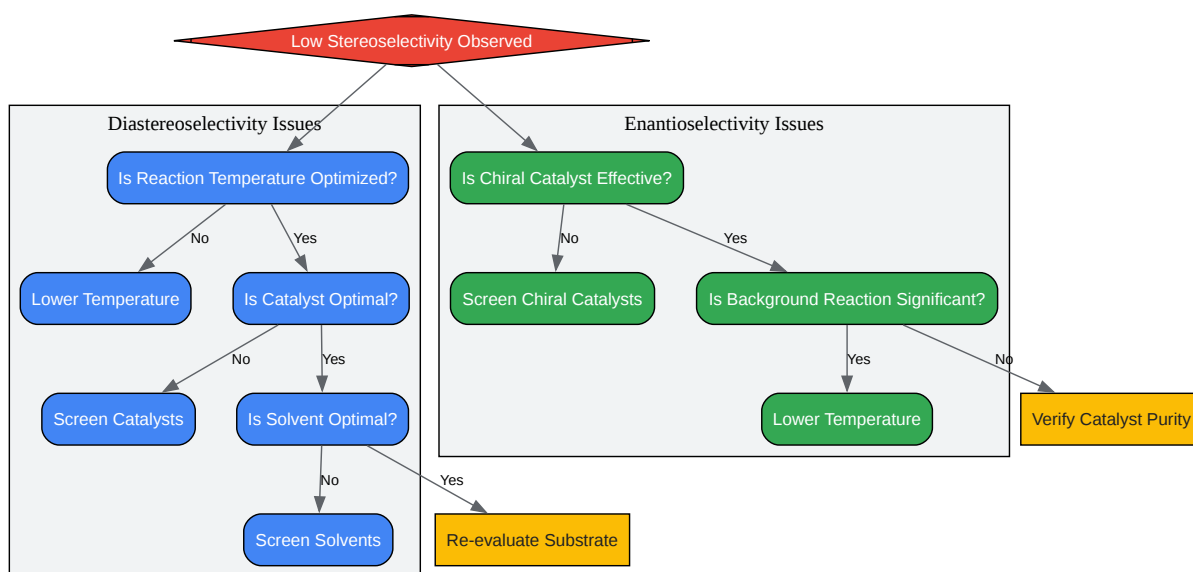 Low Stereoselectivity Observed
Diastereoselectivity Issues
Enantioselectivity Issues
Is Reaction Temperature Optimized?
Is Chiral Catalyst Effective?
No
Yes
No
Yes
Lower Temperature
Is Catalyst Optimal?
Screen Chiral Catalysts
Is Background Reaction Significant?
No
Yes
Yes
No
Screen Catalysts
Is Solvent Optimal?
Lower Temperature
Verify Catalyst Purity
No
Yes
Screen Solvents
Re-evaluate Substrate